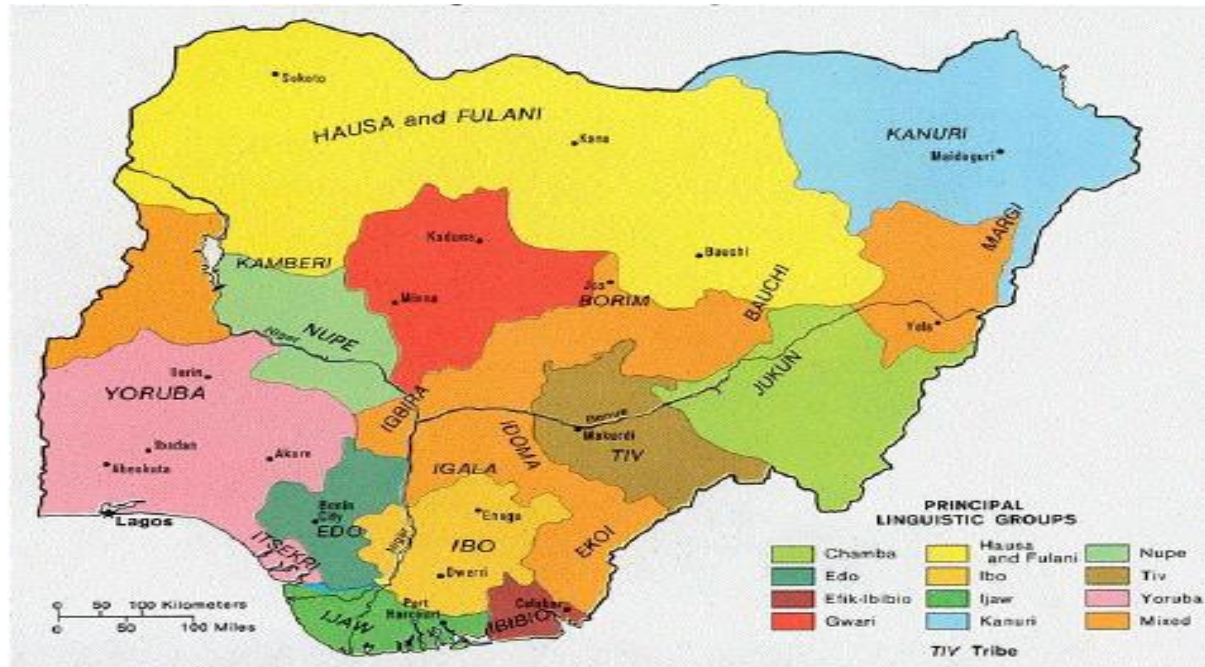 Sokoto
HAUSA and FULANI
Kano
KANURI
Maiduguri
MARGI
Kaduna
Bauchi
KAMBERI
Jos
BORIM
BAUCHI
Minna
Yola
NUPE
Niger
Ilorin
YORUBA
JUKUN
IGBIRA
Benue
Makurdi
TIV
IDOMA
Ibadan
Akure
Abeokuta
IGALA
Lagos
Benin
City
EDO
Enugu
IBO
EKOI
Niger
ITSEKRI
Owerri
Port
Harcourt
Calabar
IJAW
IBIBIO
0 50 100 Kilometers
0 50 100 Miles
PRINCIPAL
LINGUISTIC GROUPS
Chamba
Edo
Efik-Ibibio
Gwari
Hausa
and Fulani
Ibo
Ijaw
Kanuri
Nupe
Tiv
Yoruba
Mixed
TIV Tribe